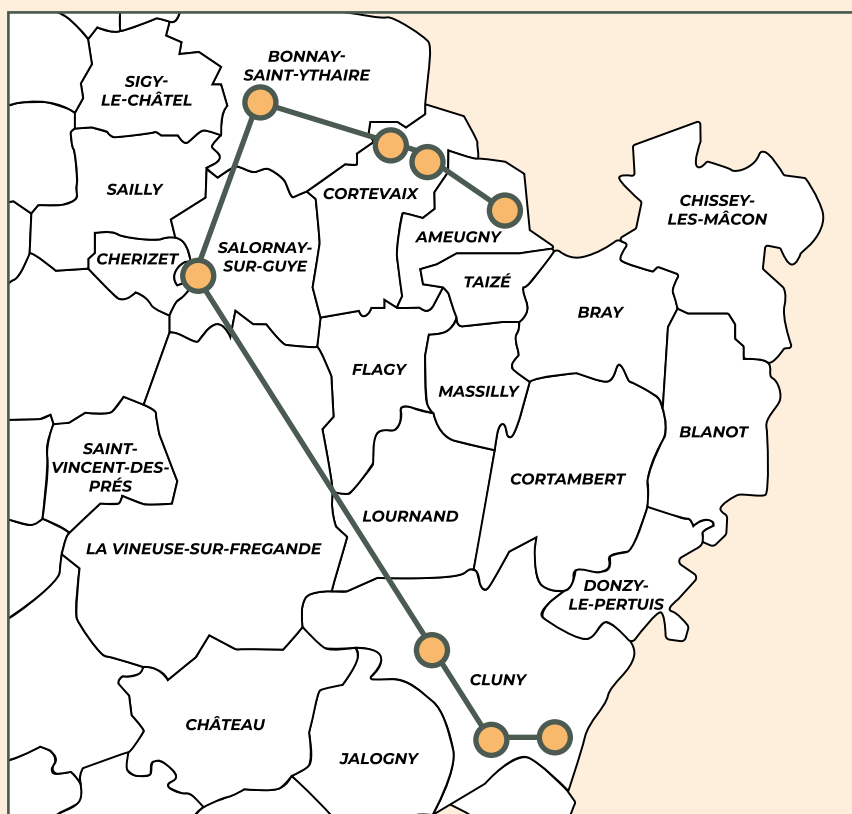 BONNAY-
SAINT-YTHAIRE
SIGY-
LE-CHÂTEL
SAILLY
CORTEVAIX
CHISSEY-
LES-MÂCON
AMEUGNY
CHERIZET
SALORNAY-
SUR-GUYE
TAIZÉ
BRAY
FLAGY
MASSILLY
BLANOT
SAINT-
VINCENT-DES-
PRÉS
CORTAMBERT
LOURNAND
LA VINEUSE-SUR-FREGANDE
DONZY-
LE-PERTUIS
CLUNY
CHÂTEAU
JALOGNY